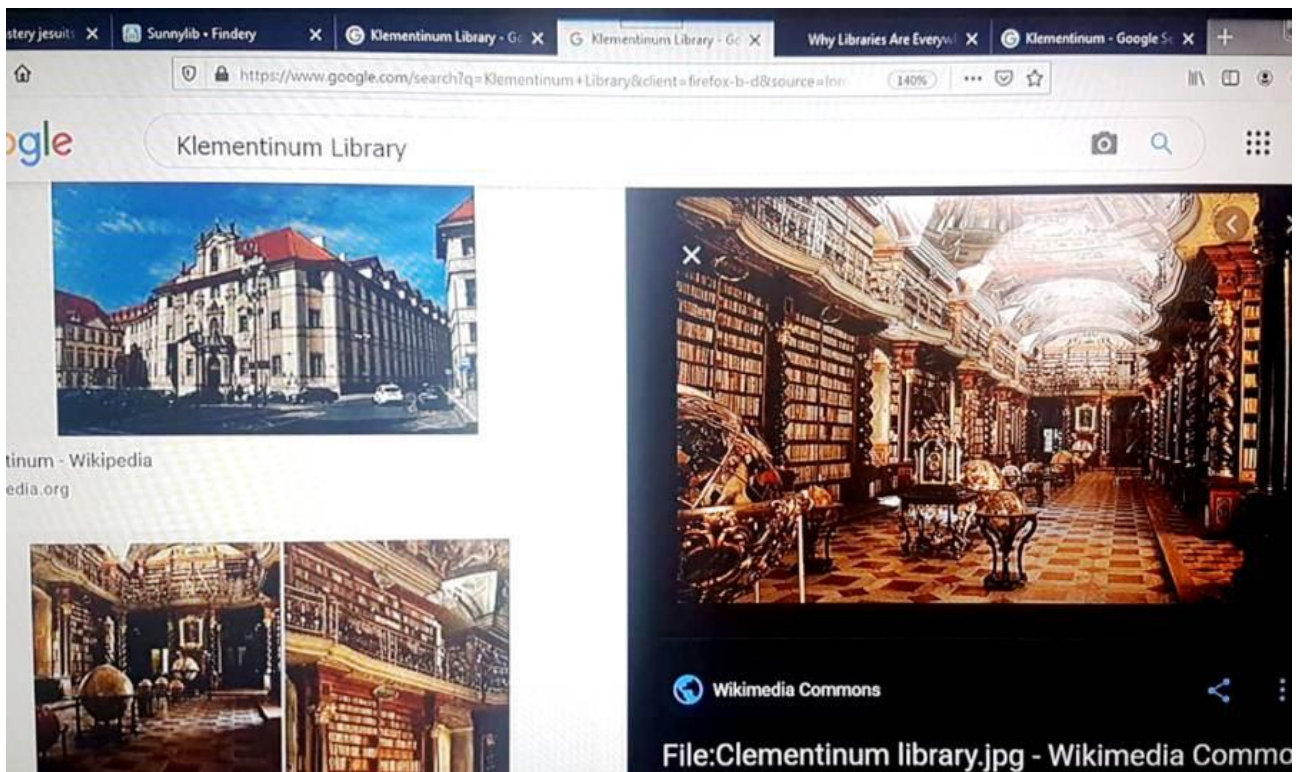 stery jesuits
Sunnylib • Findery
Klementinum Library - Go
Klementinum Library - Go
Why Libraries Are Everyw
Klementinum - Google Se
https://www.google.com/search?q=Klementinum+Library&client=firefox-b-d&source=lnm
140%
ogle
Klementinum Library
tinum - Wikipedia
edia.org
Wikimedia Commons
File:Clementinum library.jpg - Wikimedia Commo